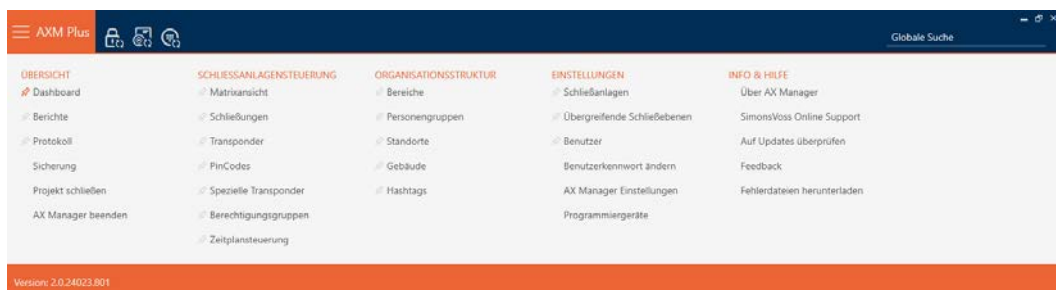 AXM Plus
Globale Suche
ÜBERSICHT
Dashboard
Berichte
Protokoll
Sicherung
Projekt schließen
AX Manager beenden
SCHLIESSANLAGENSTEUERUNG
Matrixansicht
Schließungen
Transponder
PinCodes
Spezielle Transponder
Berechtigungsgruppen
Zeitplansteuerung
ORGANISATIONSSTRUKTUR
Bereiche
Personengruppen
Standorte
Gebäude
Hashtags
EINSTELLUNGEN
Schließanlagen
Übergreifende Schließebenen
Benutzer
Benutzerkennwort ändern
AX Manager Einstellungen
Programmiergeräte
INFO & HILFE
Über AX Manager
SimonsVoss Online Support
Auf Updates überprüfen
Feedback
Fehlerdateien herunterladen
Version: 2.0.24023.801